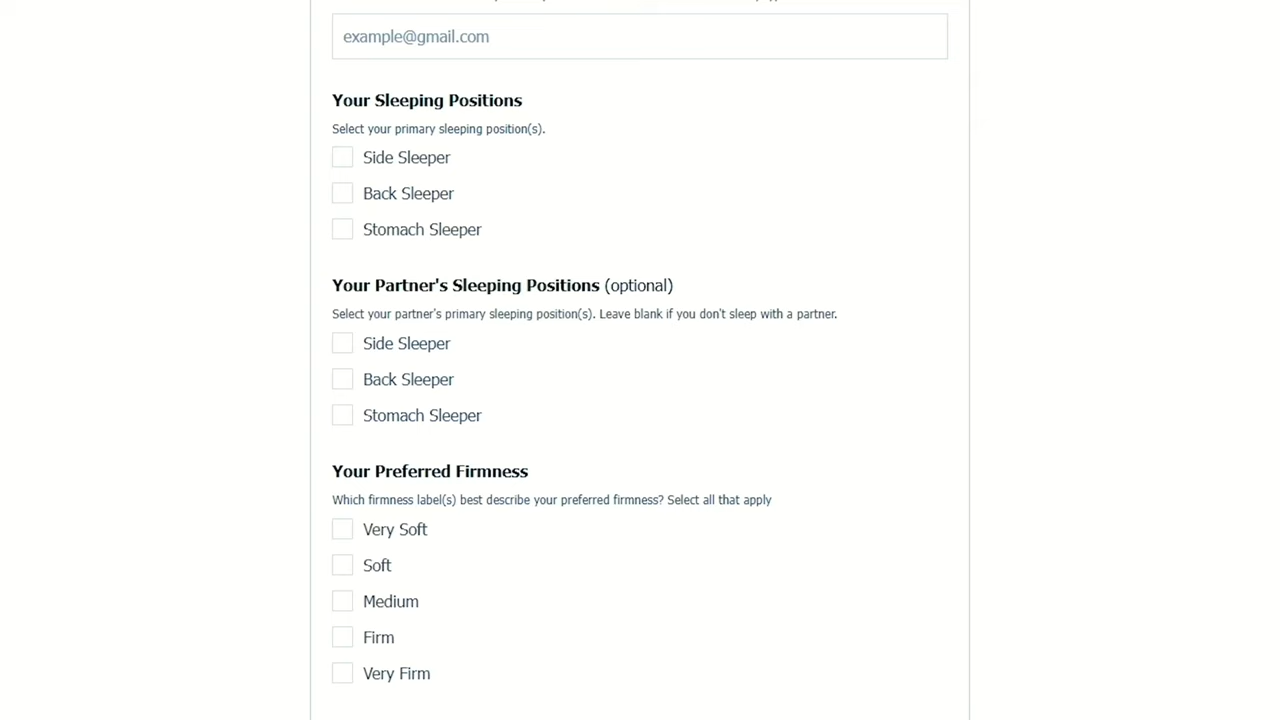 example@gmail.com
Your Sleeping Positions
Select your primary sleeping position(s).
Side Sleeper
Back Sleeper
Stomach Sleeper
Your Partner's Sleeping Positions (optional)
Select your partner's primary sleeping position(s). Leave blank if you don't sleep with a partner.
Side Sleeper
Back Sleeper
Stomach Sleeper
Your Preferred Firmness
Which firmness label(s) best describe your preferred firmness? Select all that apply
Very Soft
Soft
Medium
Firm
Very Firm